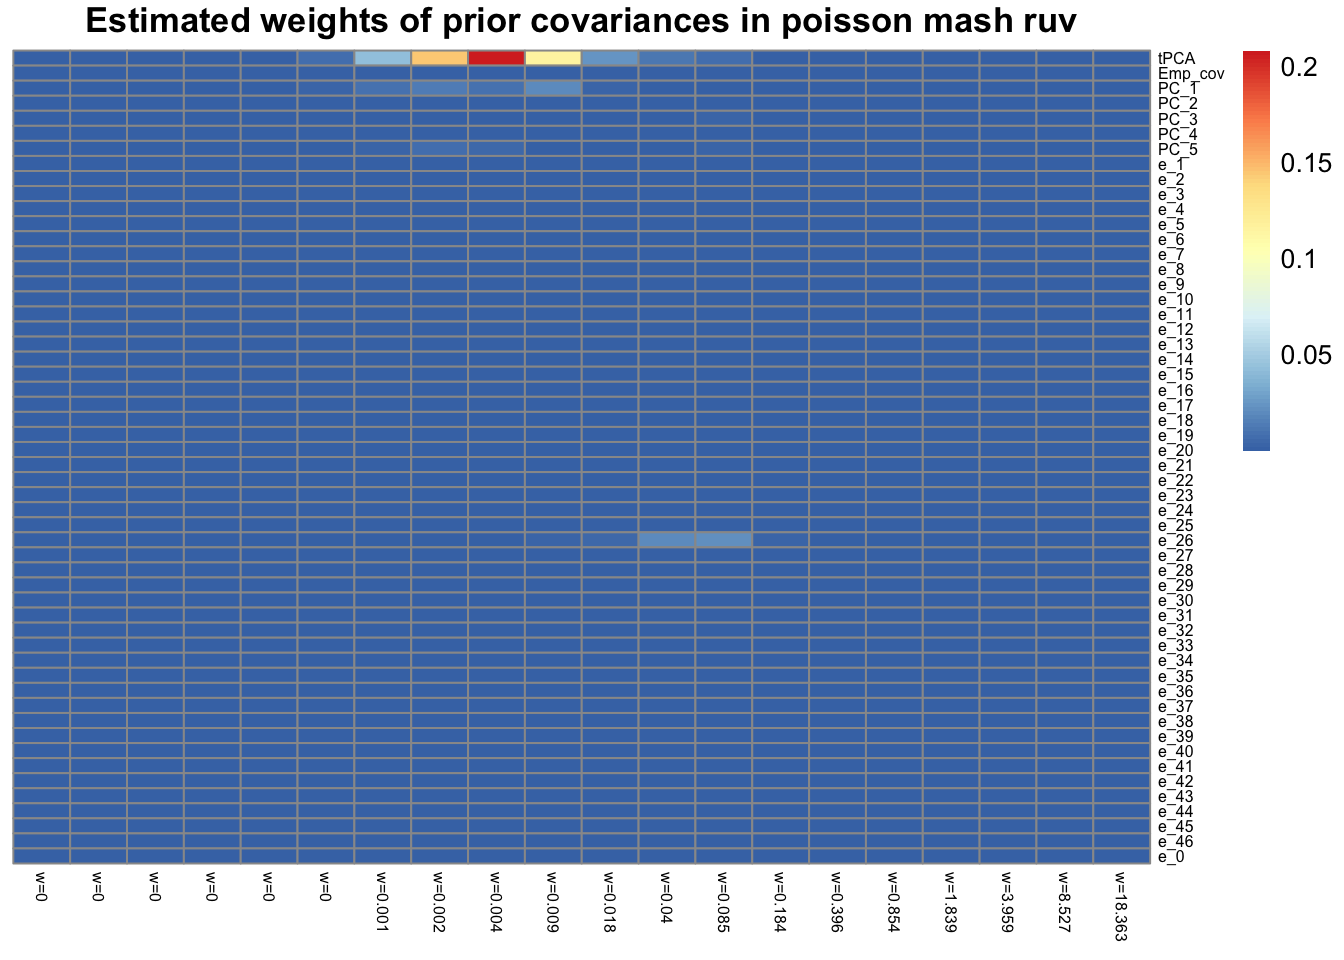 Estimated weights of prior covariances in poisson mash ruv
tPCA
Emp_cov
PC_1
PC_2
PC_3
PC_4
PC_5
e_1
e_2
e_3
e_4
e_5
e_6
e_7
e_8
e_9
e_10
e_11
e_12
e_13
e_14
e_15
e_16
e_17
e_18
e_19
e_20
e_21
e_22
e_23
e_24
e_25
e_26
e_27
e_28
e_29
e_30
e_31
e_32
e_33
e_34
e_35
e_36
e_37
e_38
e_39
e_40
e_41
e_42
e_43
e_44
e_45
e_46
e_0
0.2
0.15
0.1
0.05
w=0
w=0
w=0
w=0
w=0
w=0
w=0.001
w=0.002
w=0.004
w=0.009
w=0.018
w=0.04
w=0.085
w=0.184
w=0.396
w=0.854
w=1.839
w=3.959
w=8.527
w=18.363